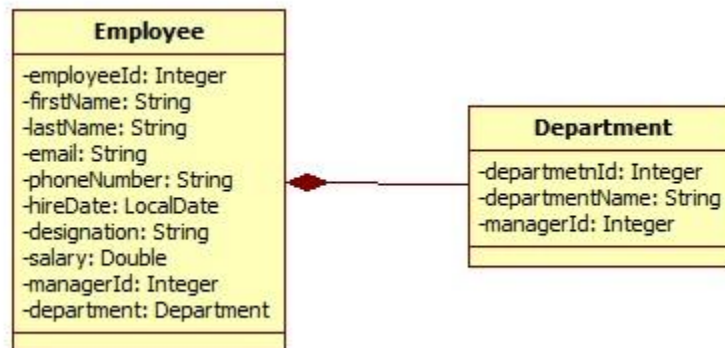 Employee
-employeeId: Integer
-firstName: String
-lastName: String
-email: String
-phoneNumber: String
-hireDate: LocalDate
-designation: String
-salary: Double
-managerId: Integer
-department: Department
Department
-departmetnId: Integer
-departmentName: String
-managerId: Integer